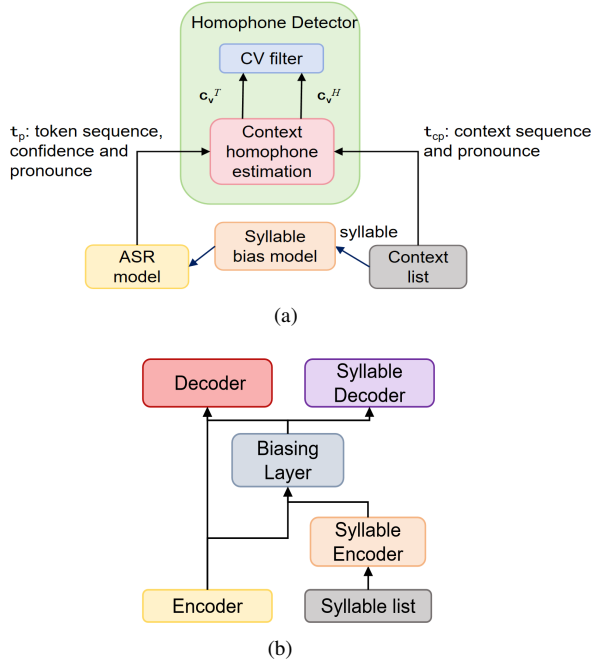 Homophone Detector
CV filter
c_v^T
c_v^H
t_p: token sequence,
confidence and
pronounce
Context
homophone
estimation
t_cp: context sequence
and pronounce
syllable
Syllable
bias model
ASR
model
Context
list
(a)
Decoder
Syllable
Decoder
Biasing
Layer
Syllable
Encoder
Encoder
Syllable list
(b)